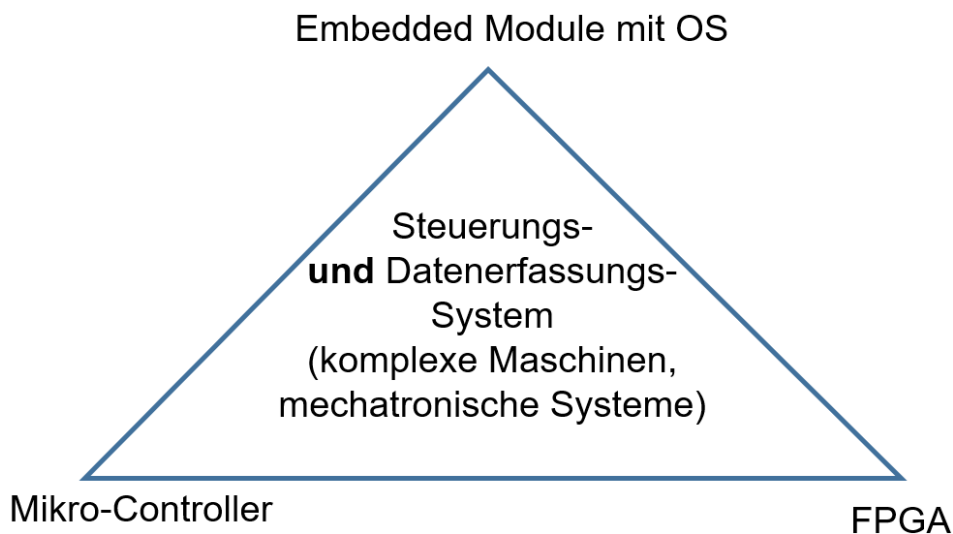 Embedded Module mit OS
Steuerungs-
und Datenerfassungs-
System
(komplexe Maschinen,
mechatronische Systeme)
Mikro-Controller
FPGA